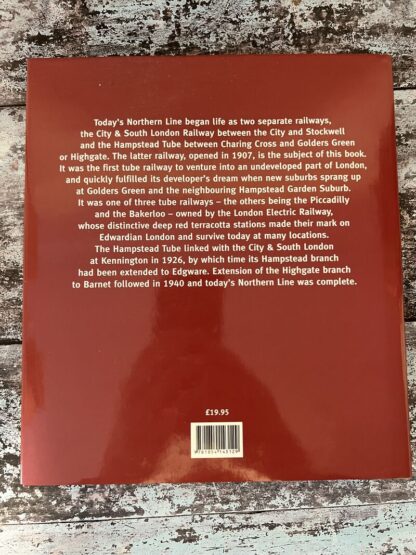 Today's Northern Line began life as two separate railways,
the City & South London Railway between the City and Stockwell
and the Hampstead Tube between Charing Cross and Golders Green
or Highgate. The latter railway, opened in 1907, is the subject of this book.
It was the first tube railway to venture into an undeveloped part of London,
and quickly fulfilled its developer's dream when new suburbs sprang up
at Golders Green and the neighbouring Hampstead Garden Suburb.
It was one of three tube railways – the others being the Piccadilly
and the Bakerloo – owned by the London Electric Railway,
whose distinctive deep red terracotta stations made their mark on
Edwardian London and survive today at many locations.
The Hampstead Tube linked with the City & South London
at Kennington in 1926, by which time its Hampstead branch
had been extended to Edgware. Extension of the Highgate branch
to Barnet followed in 1940 and today's Northern Line was complete.
£19.95